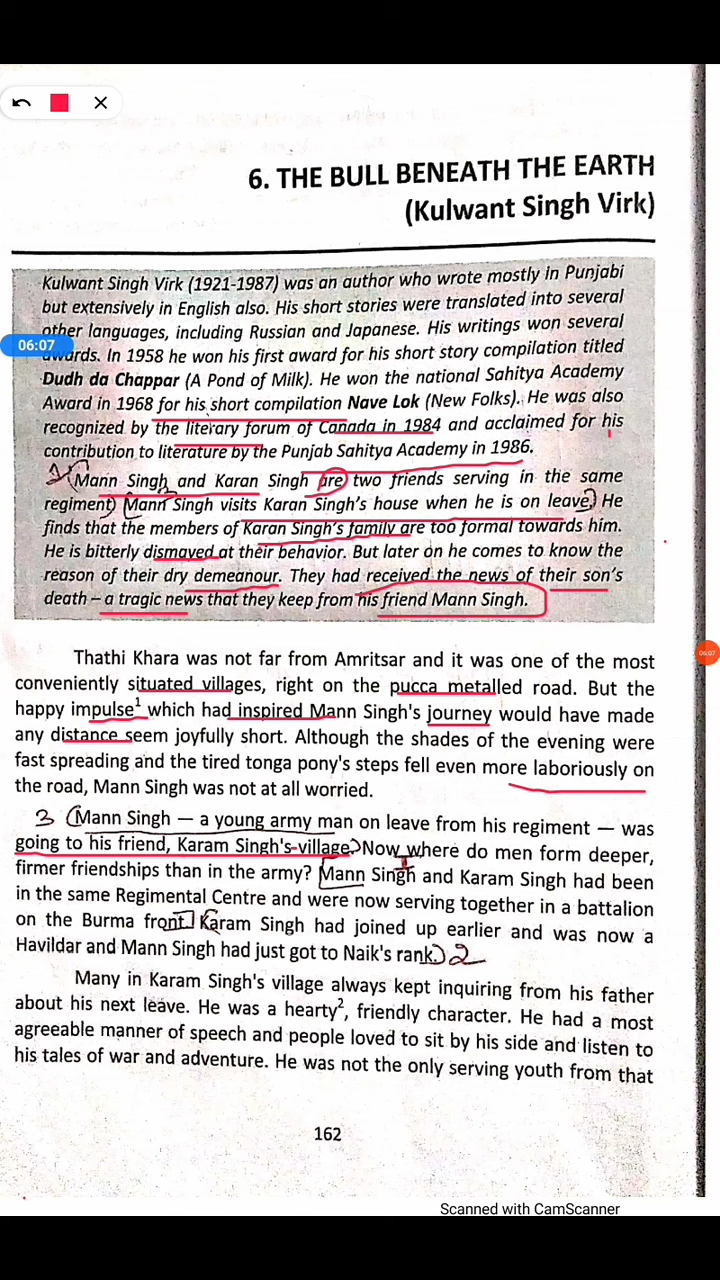 6. THE BULL BENEATH THE EARTH
(Kulwant Singh Virk)
Kulwant Singh Virk (1921-1987) was an author who wrote mostly in Punjabi
but extensively in English also. His short stories were translated into several
other languages, including Russian and Japanese. His writings won several
06:07
awards. In 1958 he won his first award for his short story compilation titled
Dudh da Chappar (A Pond of Milk). He won the national Sahitya Academy
Award in 1968 for his short compilation Nave Lok (New Folks). He was also
recognized by the literary forum of Canada in 1984 and acclaimed for his
contribution to literature by the Punjab Sahitya Academy in 1986.
(Mann Singh and Karan Singh are two friends serving in the same
regiment) (Mann Singh visits Karan Singh's house when he is on leave) He
finds that the members of Karan Singh's family are too formal towards him.
He is bitterly dismayed at their behavior. But later on he comes to know the
reason of their dry demeanour. They had received the news of their son's
death – a tragic news that they keep from his friend Mann Singh.
06:07
Thathi Khara was not far from Amritsar and it was one of the most
conveniently situated villages, right on the pucca metalled road. But the
happy impulse¹ which had inspired Mann Singh's journey would have made
any distance seem joyfully short. Although the shades of the evening were
fast spreading and the tired tonga pony's steps fell even more laboriously on
the road, Mann Singh was not at all worried.
3 (Mann Singh — a young army man on leave from his regiment — was
going to his friend, Karam Singh's village.) Now where do men form deeper,
firmer friendships than in the army? [Mann Singh and Karam Singh had been
in the same Regimental Centre and were now serving together in a battalion
on the Burma front.] (Karam Singh had joined up earlier and was now a
Havildar and Mann Singh had just got to Naik's rank.) 2
Many in Karam Singh's village always kept inquiring from his father
about his next leave. He was a hearty², friendly character. He had a most
agreeable manner of speech and people loved to sit by his side and listen to
his tales of war and adventure. He was not the only serving youth from that
162
Scanned with CamScanner